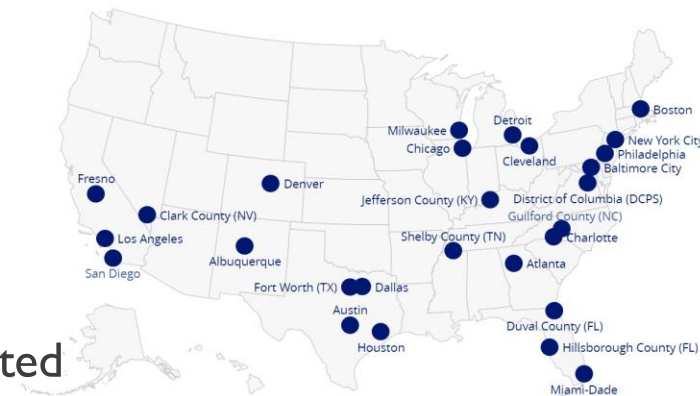 Boston
Detroit
Milwaukee
New York City
Chicago
Philadelphia
Cleveland
Baltimore City
Fresno
Denver
Jefferson County (KY)
District of Columbia (DCPS)
Clark County (NV)
Guilford County (NC)
Los Angeles
Shelby County (TN)
Charlotte
Albuquerque
Atlanta
San Diego
Fort Worth (TX)
Dallas
Austin
Duval County (FL)
Houston
Hillsborough County (FL)
ted
Miami-Dade